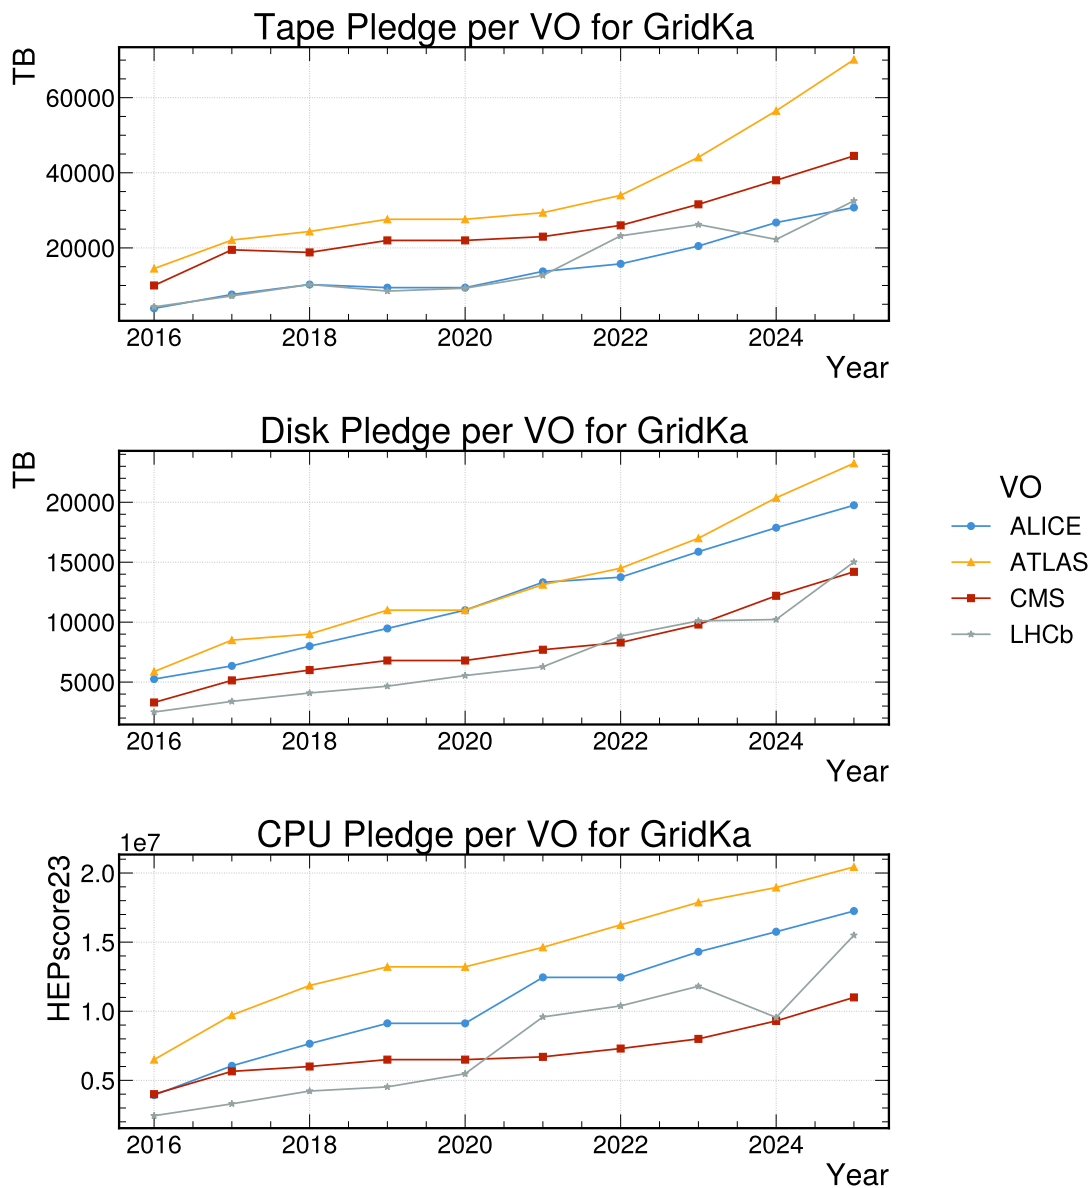 Tape Pledge per VO for GridKa
TB
60000
40000
20000
2016 2018 2020 2022 2024
Year
Disk Pledge per VO for GridKa
TB
20000
15000
10000
5000
2016 2018 2020 2022 2024
Year
VO
ALICE
ATLAS
CMS
LHCb
CPU Pledge per VO for GridKa
1e7
HEPscore23
2.0
1.5
1.0
0.5
2016 2018 2020 2022 2024
Year